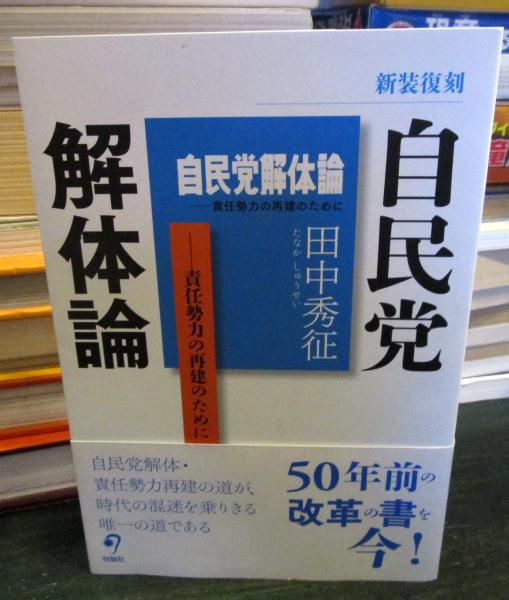 新装復刻
自民党
解体論
自民党解体論
──責任勢力の再建のために
田中秀征
たなか しゅうせい
──責任勢力の再建のために
50年前の
改革の書を
今!
自民党解体・
責任勢力再建の道が、
時代の混迷を乗りきる
唯一の道である
旬報社